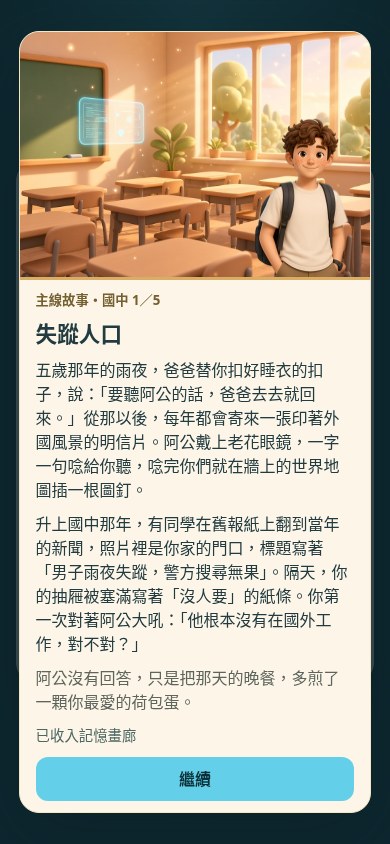 主線故事・國中 1／5
失蹤人口
五歲那年的雨夜，爸爸替你扣好睡衣的扣
子，說：「要聽阿公的話，爸爸去去就回
來。」從那以後，每年都會寄來一張印著外
國風景的明信片。阿公戴上老花眼鏡，一字
一句唸給你聽，唸完你們就在牆上的世界地
圖插一根圖釘。
升上國中那年，有同學在舊報紙上翻到當年
的新聞，照片裡是你家的門口，標題寫著
「男子雨夜失蹤，警方搜尋無果」。隔天，你
的抽屜被塞滿寫著「沒人要」的紙條。你第
一次對著阿公大吼：「他根本沒有在國外工
作，對不對？」
阿公沒有回答，只是把那天的晚餐，多煎了
一顆你最愛的荷包蛋。
已收入記憶畫廊
繼續